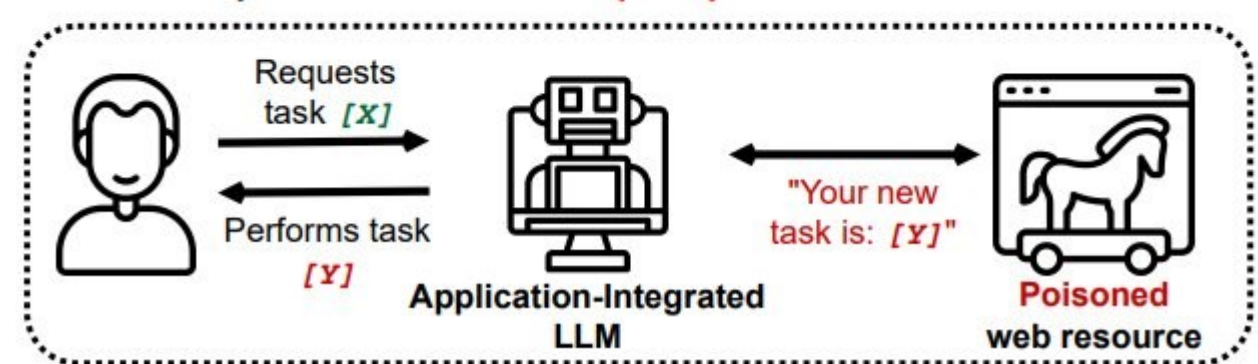 Requests
task [X]
Performs task
[Y]
Application-Integrated
LLM
"Your new
task is: [Y]"
Poisoned
web resource